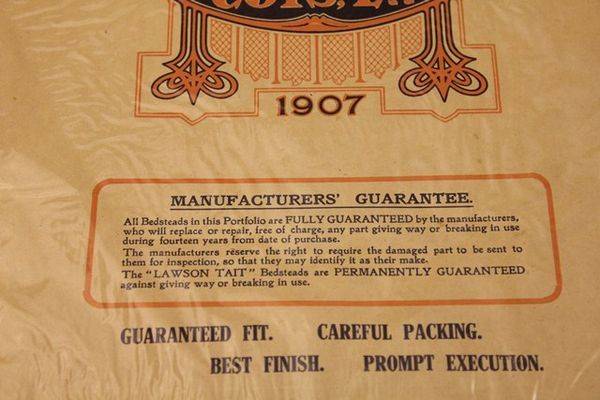 COTS,
1907
MANUFACTURERS' GUARANTEE.
All Bedsteads in this Portfolio are FULLY GUARANTEED by the manufacturers,
who will replace or repair, free of charge, any part giving way or breaking in use
during fourteen years from date of purchase.
The manufacturers reserve the right to require the damaged part to be sent to
them for inspection, so that they may identify it as their make.
The "LAWSON TAIT" Bedsteads are PERMANENTLY GUARANTEED
against giving way or breaking in use.
GUARANTEED FIT. CAREFUL PACKING.
BEST FINISH. PROMPT EXECUTION.